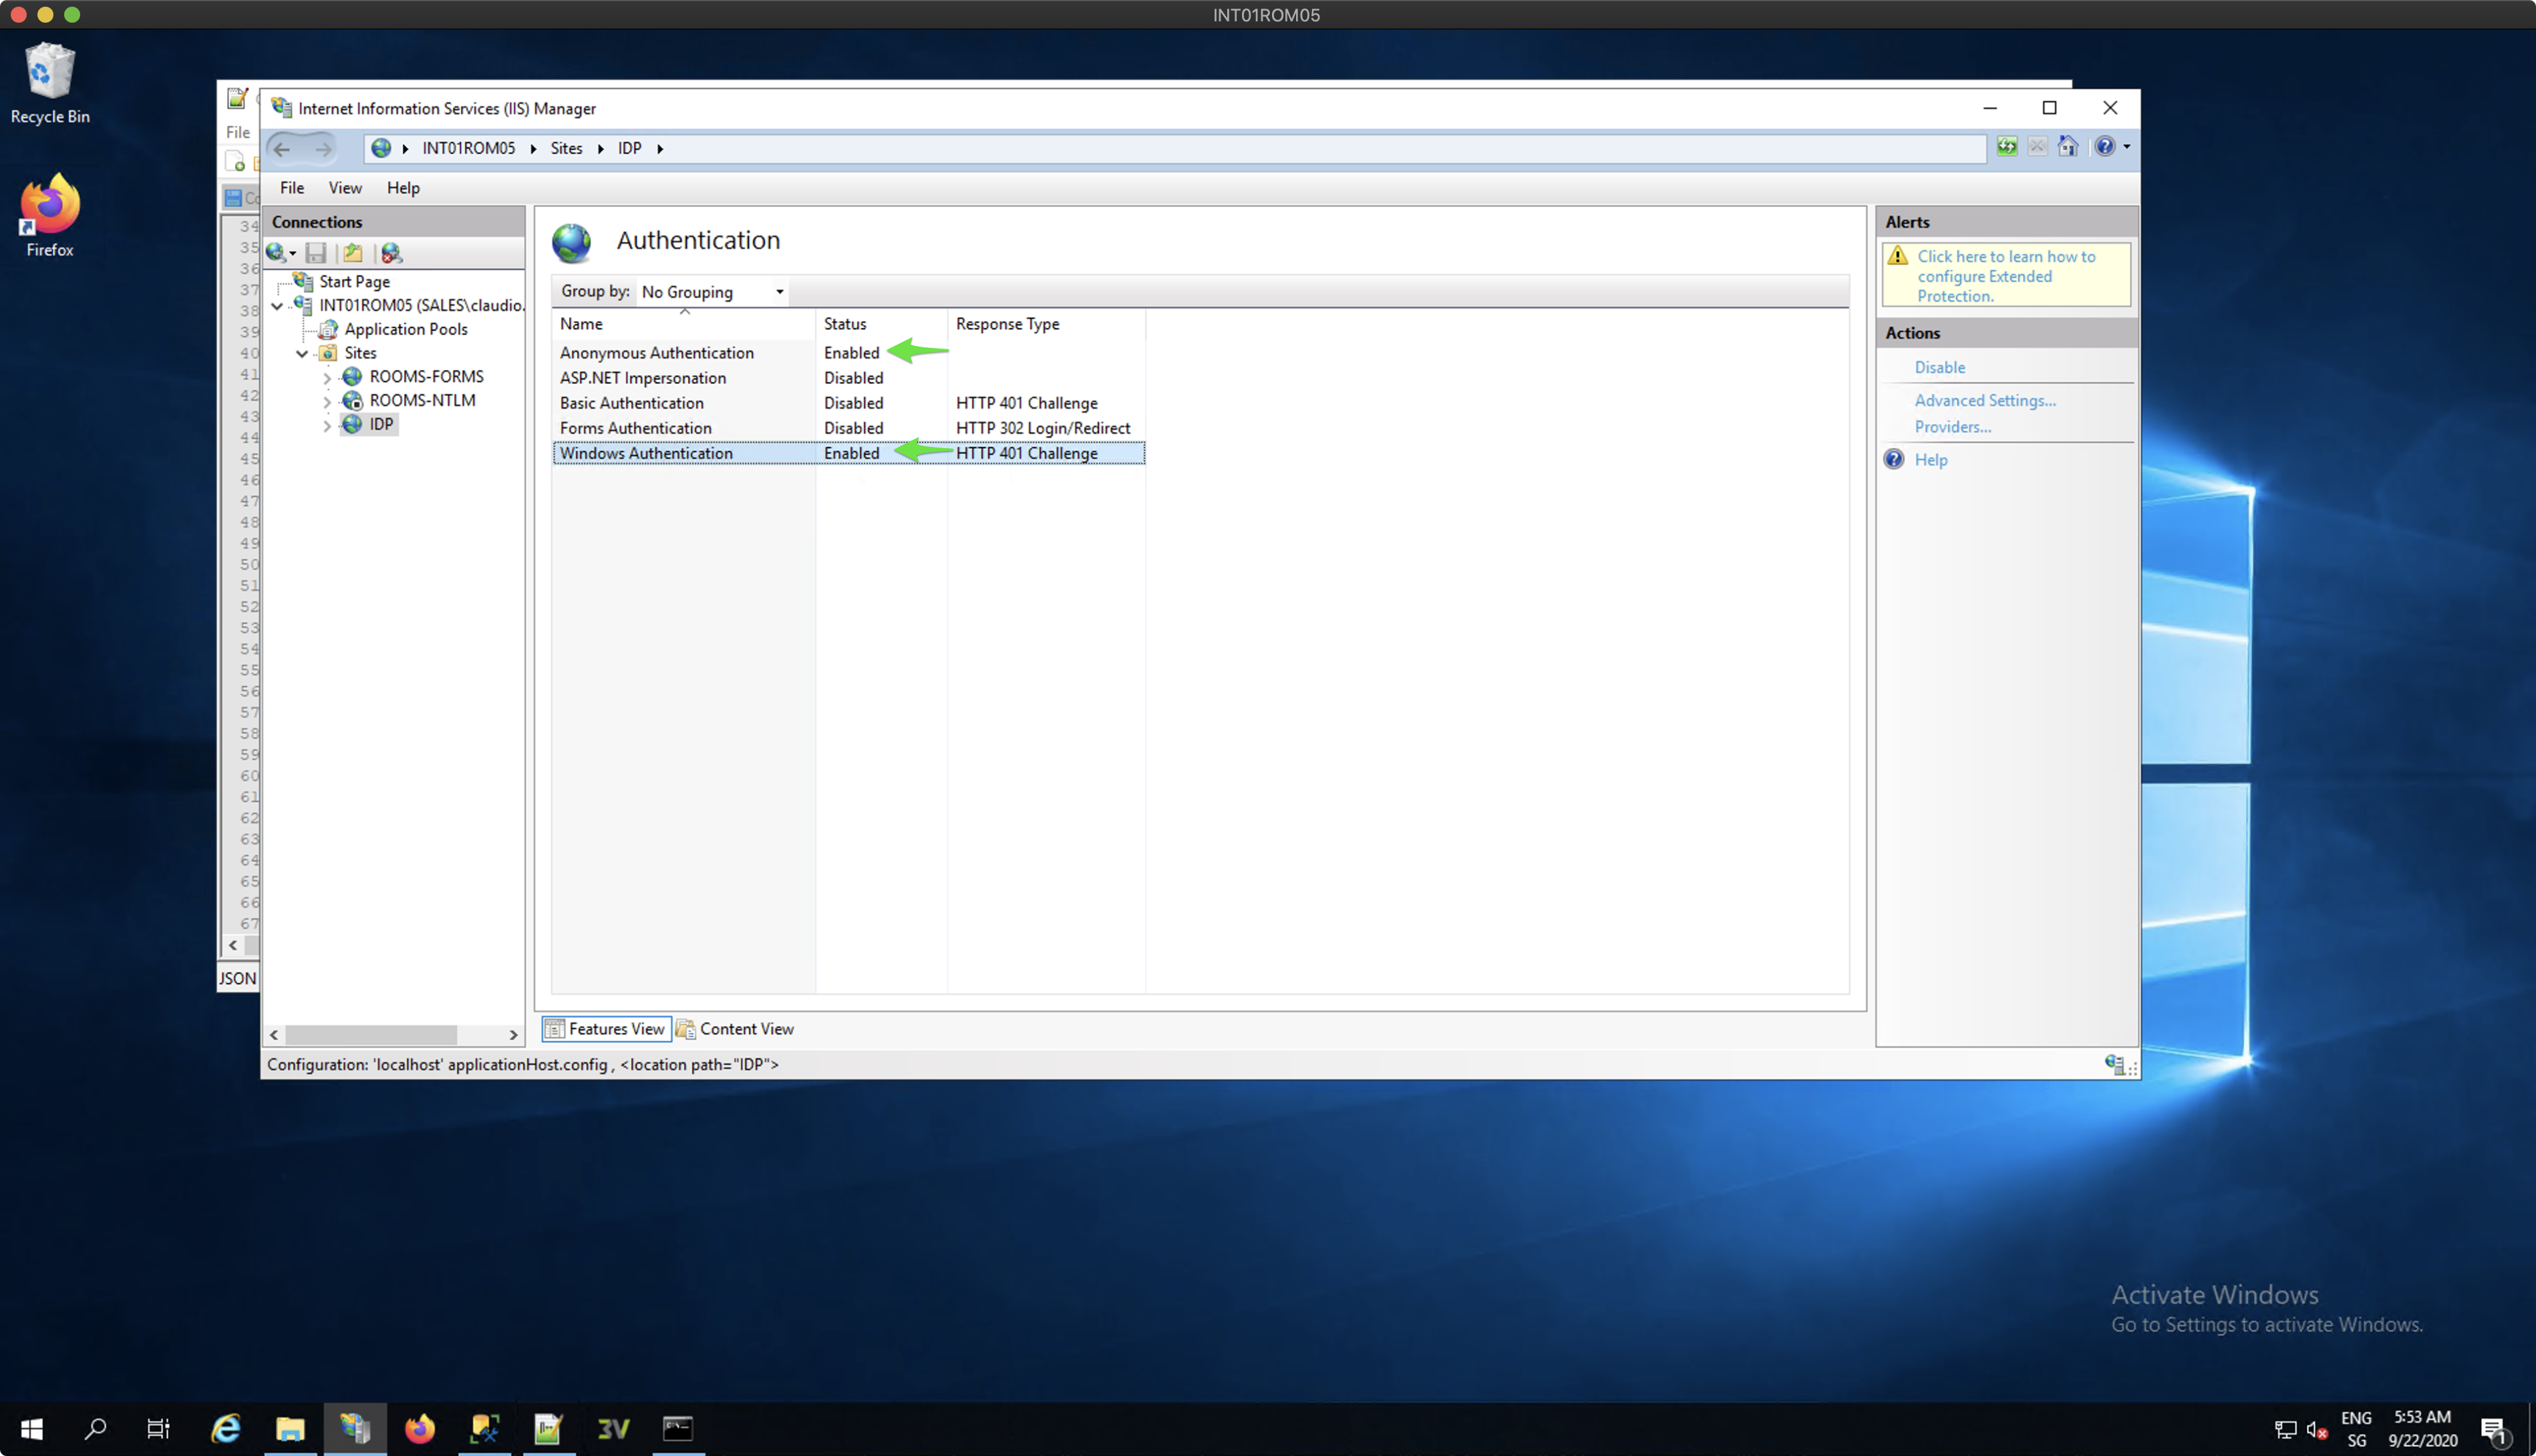 INT01ROM05
Recycle Bin
Firefox
File
Internet Information Services (IIS) Manager
INT01ROM05 Sites IDP
File View Help
Connections
Start Page
INT01ROM05 (SALES\claudio.
Application Pools
Sites
ROOMS-FORMS
ROOMS-NTLM
IDP
34
35
36
37
38
39
40
41
42
43
44
45
46
47
48
49
50
51
52
53
54
55
56
57
58
59
60
61
62
63
64
65
66
67
JSON
Authentication
Group by: No Grouping
Name Status Response Type
Anonymous Authentication Enabled
ASP.NET Impersonation Disabled
Basic Authentication Disabled HTTP 401 Challenge
Forms Authentication Disabled HTTP 302 Login/Redirect
Windows Authentication Enabled HTTP 401 Challenge
Features View Content View
Configuration: 'localhost' applicationHost.config , <location path="IDP">
Alerts
Click here to learn how to
configure Extended
Protection.
Actions
Disable
Advanced Settings...
Providers...
Help
Activate Windows
Go to Settings to activate Windows.
3V
ENG
SG
5:53 AM
9/22/2020
1